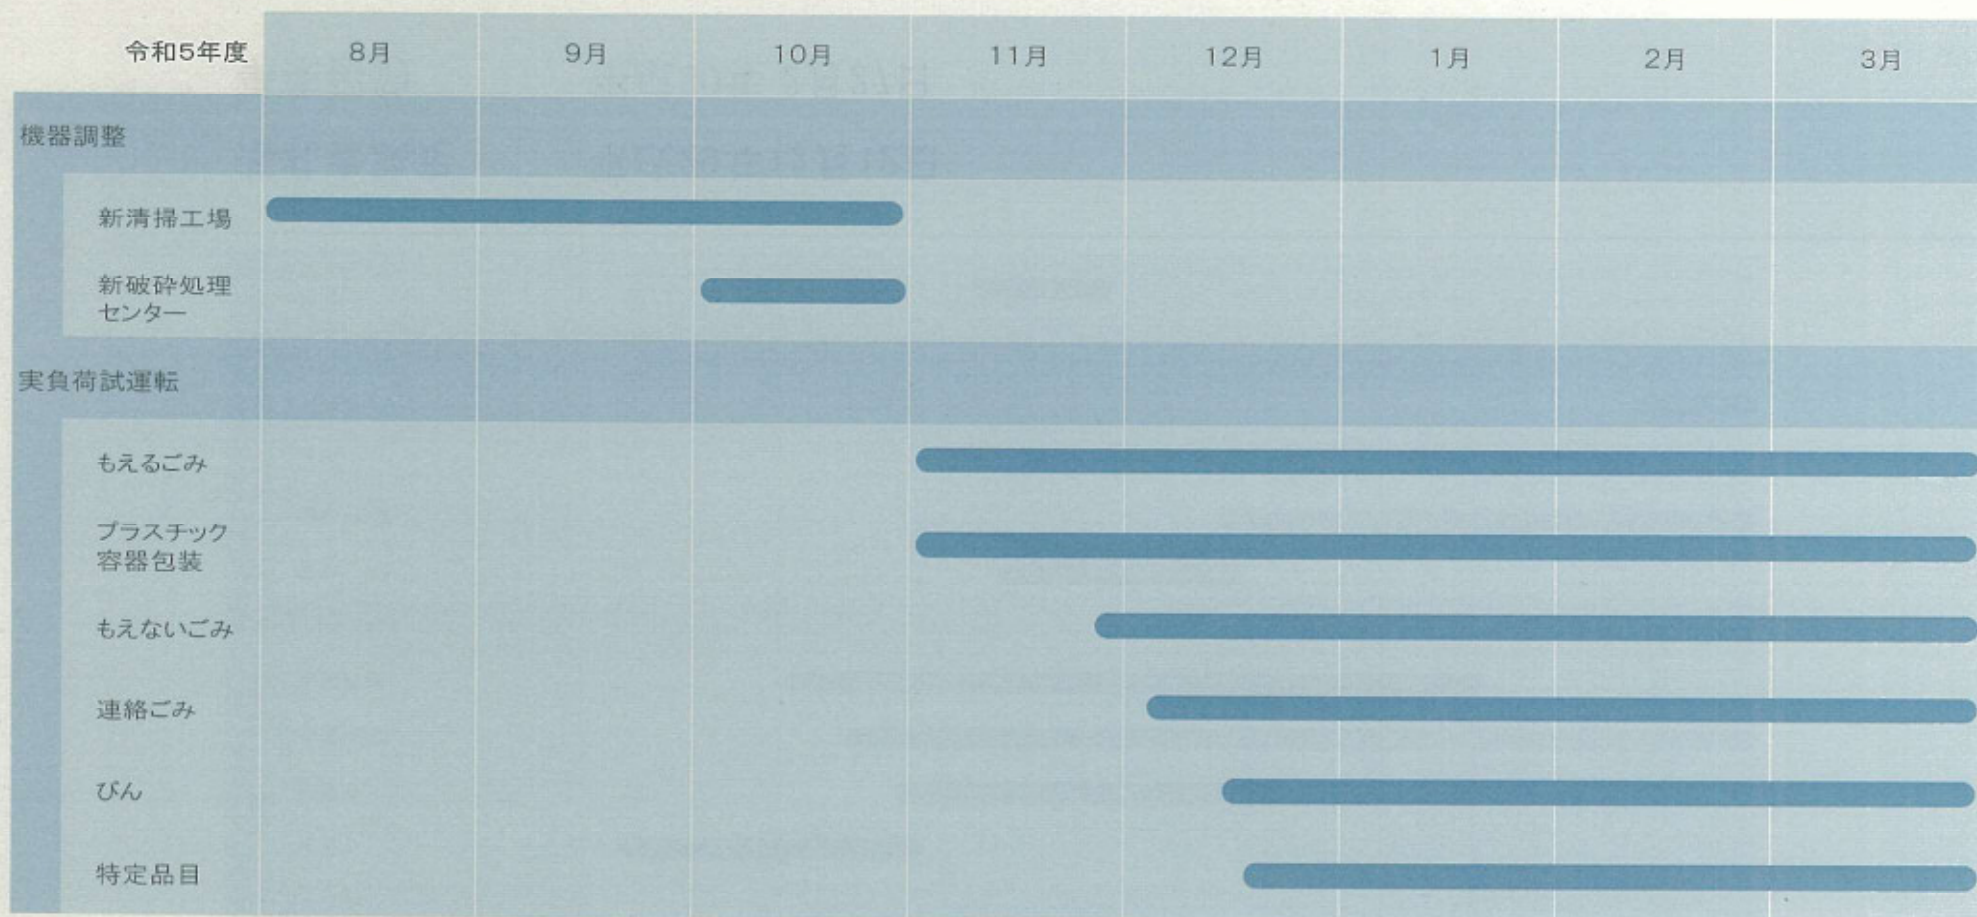 令和5年度 8月 9月 10月 11月 12月 1月 2月 3月
機器調整
新清掃工場
新破砕処理
センター
実負荷試運転
もえるごみ
プラスチック
容器包装
もえないごみ
連絡ごみ
びん
特定品目